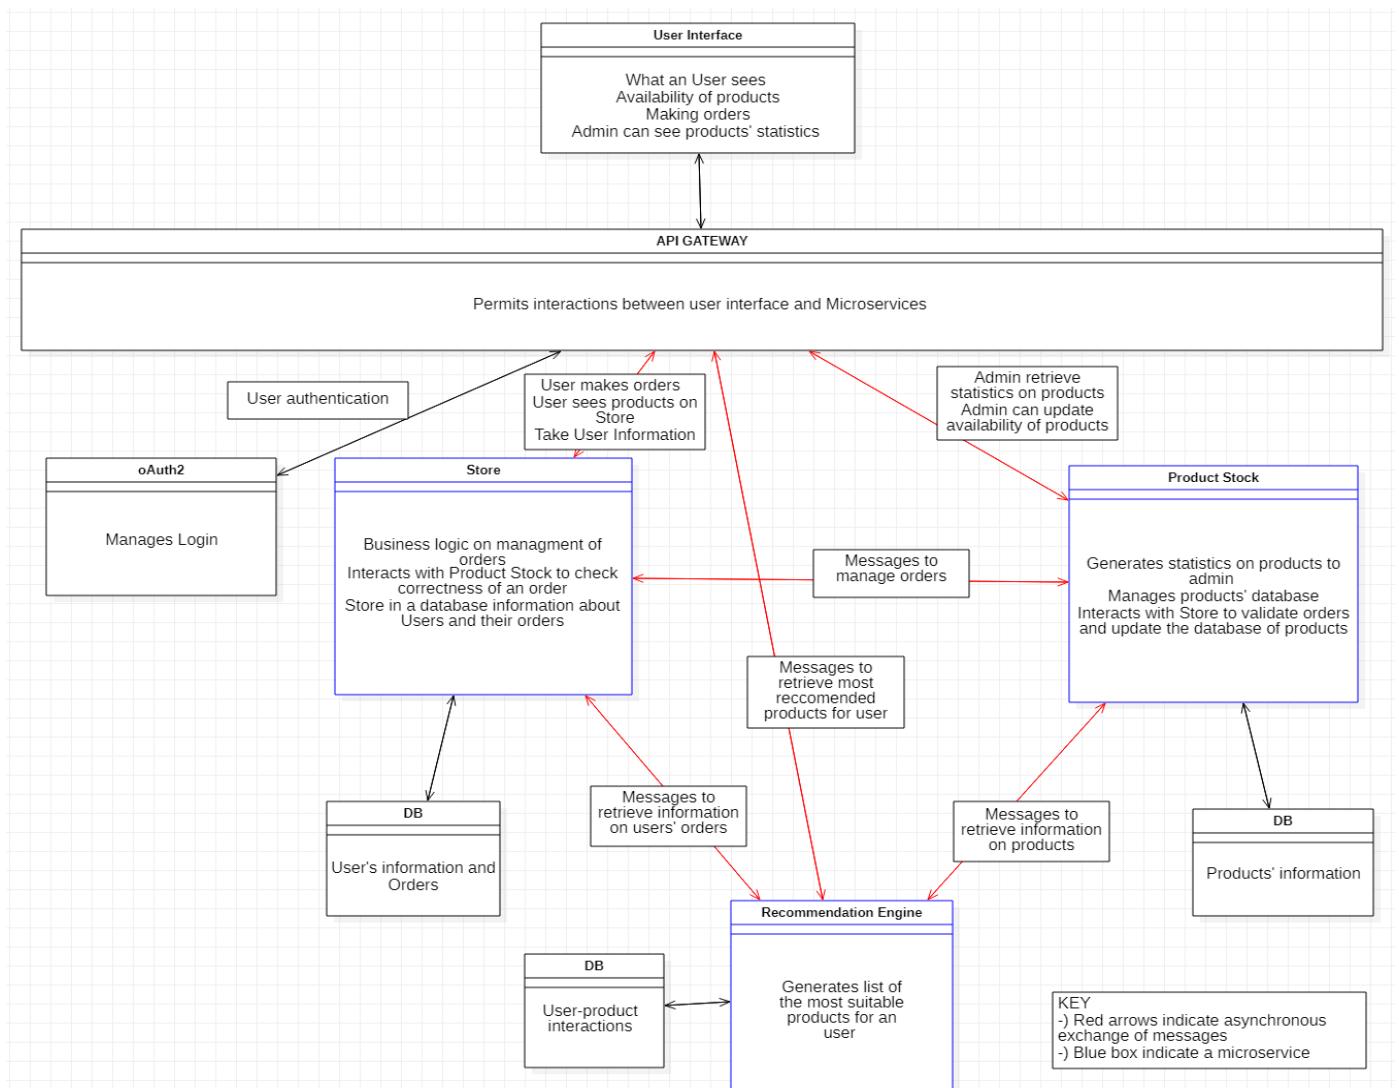 User Interface
What an User sees
Availability of products
Making orders
Admin can see products' statistics
API GATEWAY
Permits interactions between user interface and Microservices
User authentication
User makes orders
User sees products on
Store
Take User Information
Admin retrieve
statistics on products
Admin can update
availability of products
oAuth2
Manages Login
Store
Business logic on managment of
orders
Interacts with Product Stock to check
correctness of an order
Store in a database information about
Users and their orders
Messages to
manage orders
Product Stock
Generates statistics on products to
admin
Manages products' database
Interacts with Store to validate orders
and update the database of products
Messages to
retrieve most
reccomended
products for user
Messages to
retrieve information
on users' orders
Messages to
retrieve information
on products
DB
User's information and
Orders
DB
Products' information
Recommendation Engine
Generates list of
the most suitable
products for an
user
DB
User-product
interactions
KEY
-) Red arrows indicate asynchronous
exchange of messages
-) Blue box indicate a microservice